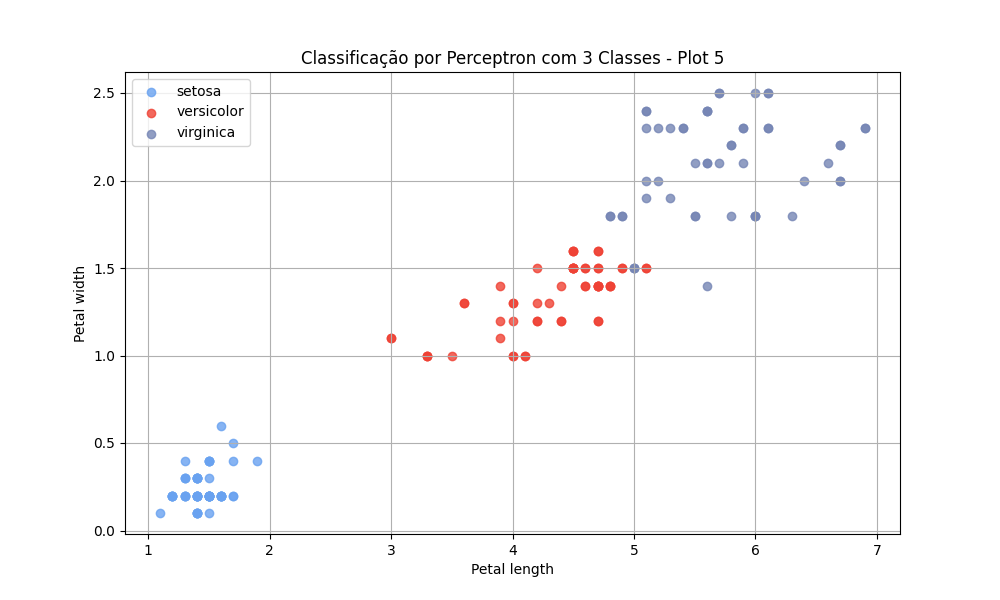 Classificação por Perceptron com 3 Classes - Plot 5
setosa
versicolor
virginica
Petal width
2.5
2.0
1.5
1.0
0.5
0.0
1 2 3 4 5 6 7
Petal length